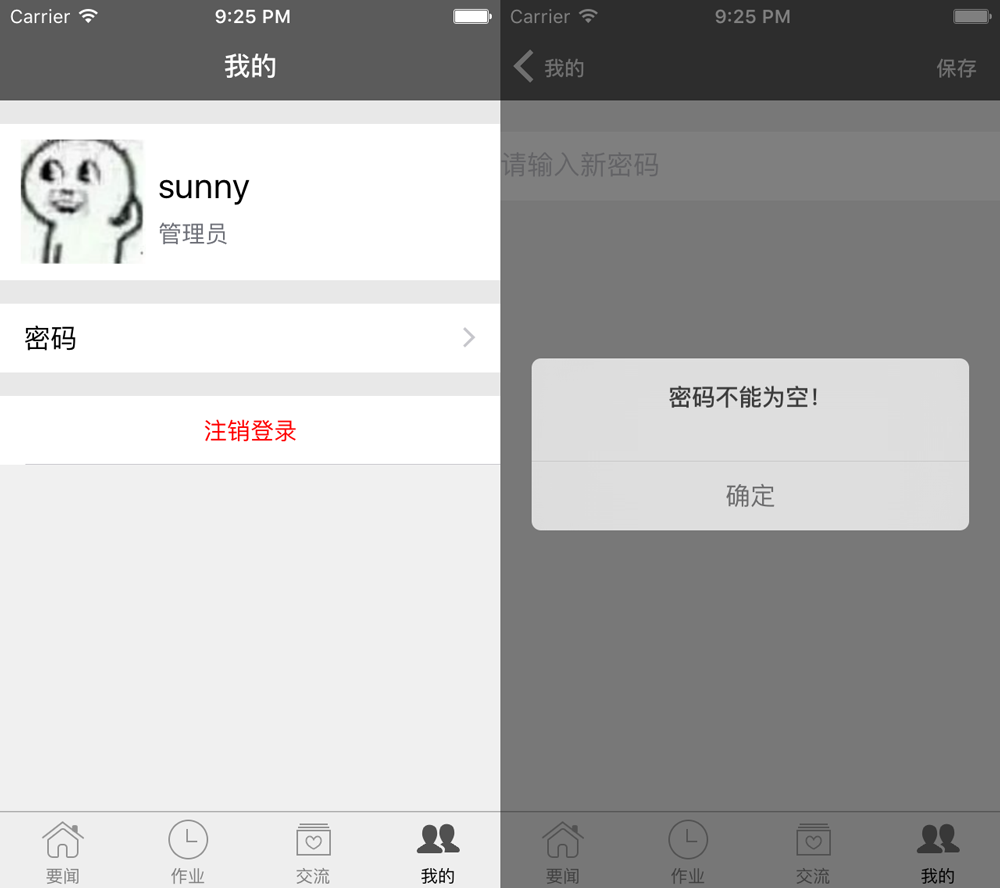 Carrier 9:25 PM
我的
sunny
管理员
密码
注销登录
要闻 作业 交流 我的
Carrier 9:25 PM
我的 保存
请输入新密码
密码不能为空！
确定
要闻 作业 交流 我的